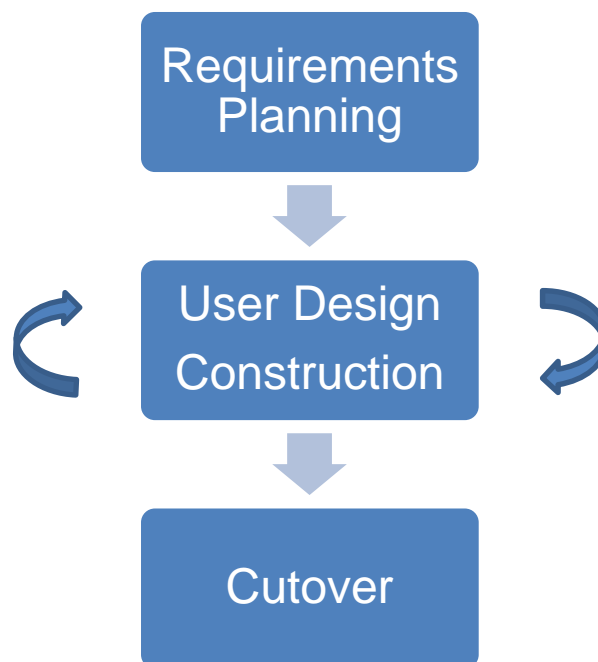 Requirements
Planning
User Design
Construction
Cutover